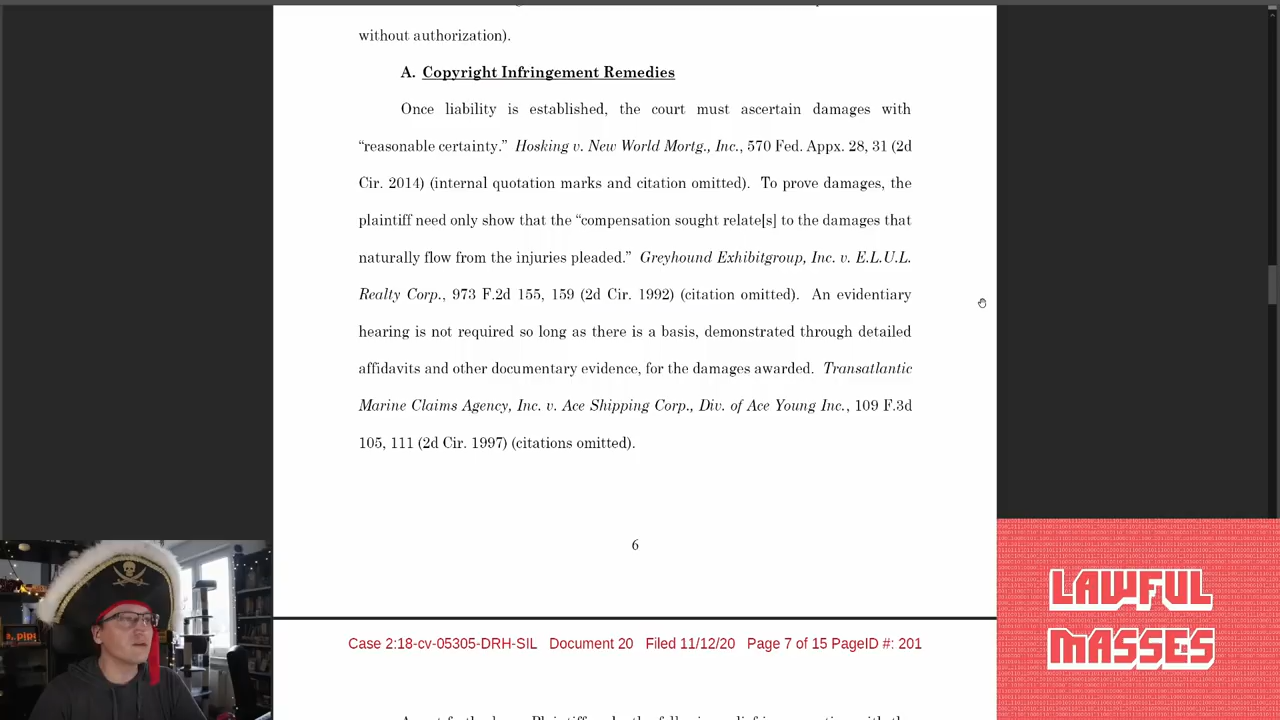 without authorization).
A. Copyright Infringement Remedies
Once liability is established, the court must ascertain damages with
“reasonable certainty.” Hosking v. New World Mortg., Inc., 570 Fed. Appx. 28, 31 (2d
Cir. 2014) (internal quotation marks and citation omitted). To prove damages, the
plaintiff need only show that the “compensation sought relate[s] to the damages that
naturally flow from the injuries pleaded.” Greyhound Exhibitgroup, Inc. v. E.L.U.L.
Realty Corp., 973 F.2d 155, 159 (2d Cir. 1992) (citation omitted). An evidentiary
hearing is not required so long as there is a basis, demonstrated through detailed
affidavits and other documentary evidence, for the damages awarded. Transatlantic
Marine Claims Agency, Inc. v. Ace Shipping Corp., Div. of Ace Young Inc., 109 F.3d
105, 111 (2d Cir. 1997) (citations omitted).
6
Case 2:18-cv-05305-DRH-SIL Document 20 Filed 11/12/20 Page 7 of 15 PageID #: 201
LAWFUL
MASSES